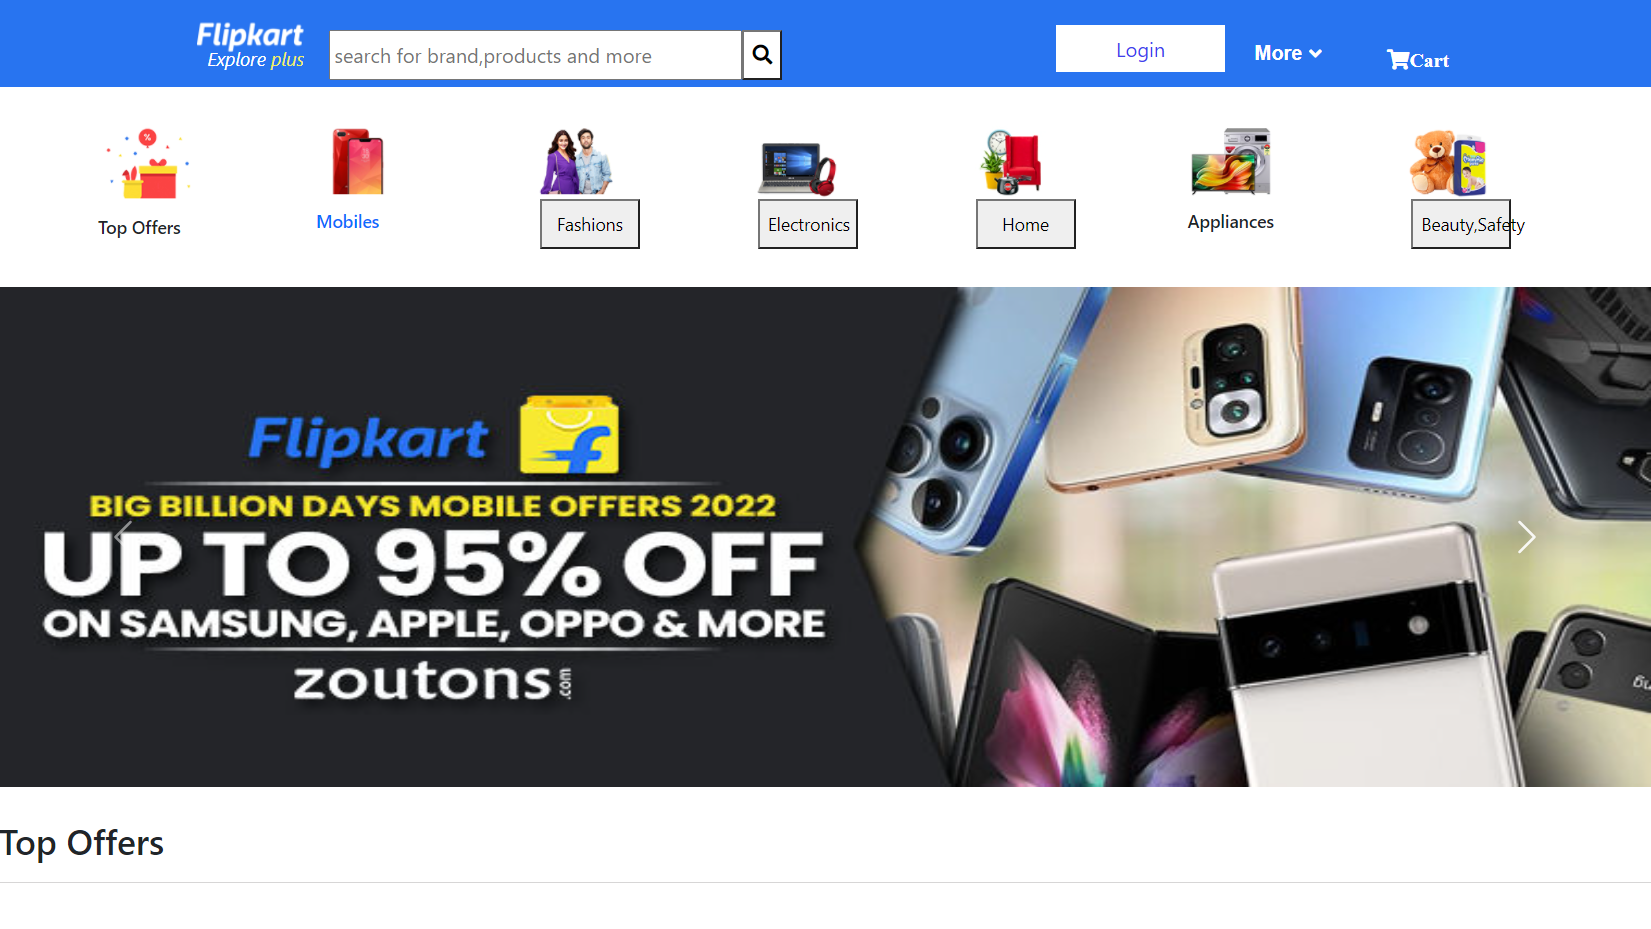 Flipkart
Explore plus
search for brand,products and more
Login
More
Cart
%
Top Offers
Mobiles
Fashions
Electronics
Home
Appliances
Beauty,Safety
Flipkart
f
BIG BILLION DAYS MOBILE OFFERS 2022
UP TO 95% OFF
ON SAMSUNG, APPLE, OPPO & MORE
zoutons.com
Top Offers